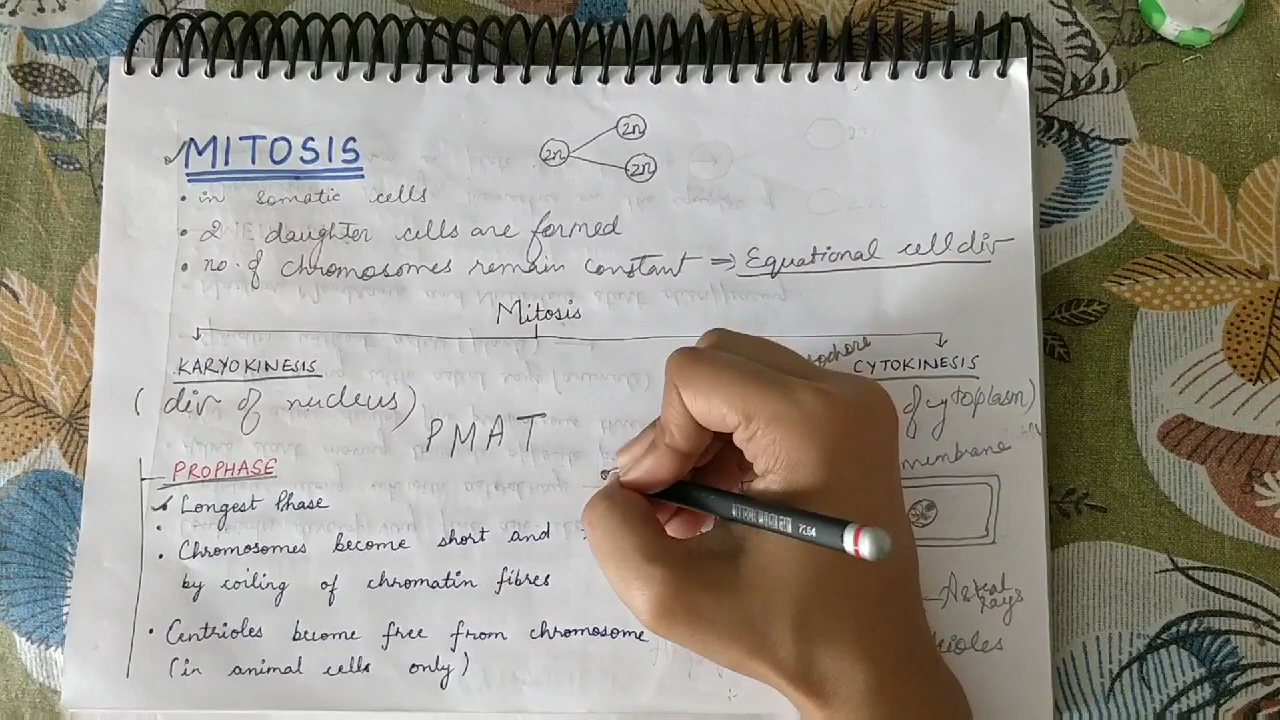 MITOSIS
2n
2n
2n
• in Somatic cells
• 2 daughter cells are formed
• no. of chromosomes remain constant ⇒ Equational cell div
Mitosis
KARYOKINESIS
CYTOKINESIS
( div of nucleus)
of cytoplasm)
PMAT
membrane
PROPHASE
• Longest Phase
• Chromosomes become short and
by coiling of chromatin fibres
Astral
rays
• Centrioles become free from chromosome
(in animal cells only)